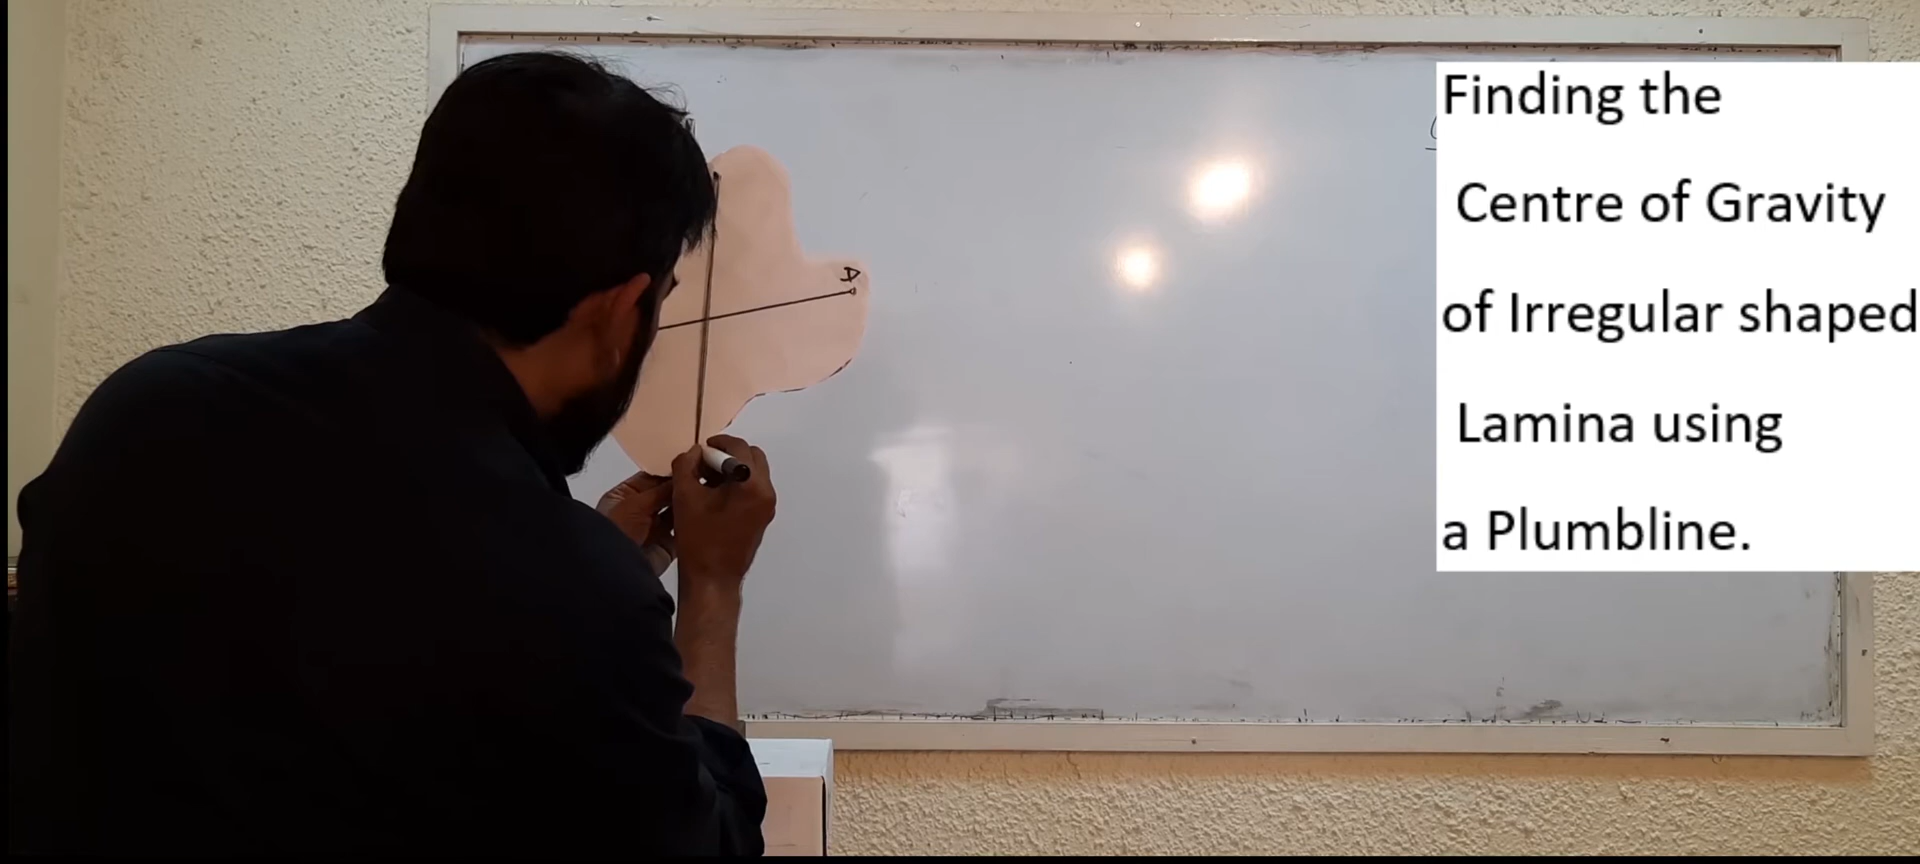 Finding the
Centre of Gravity
of Irregular shaped
Lamina using
a Plumbline.
A